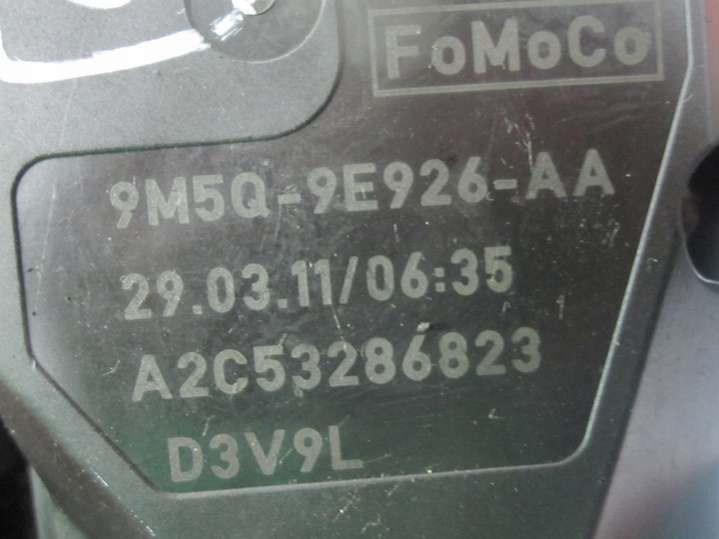 FoMoCo
9M5Q-9E926-AA
29.03.11/06:35
A2C53286823
D3V9L